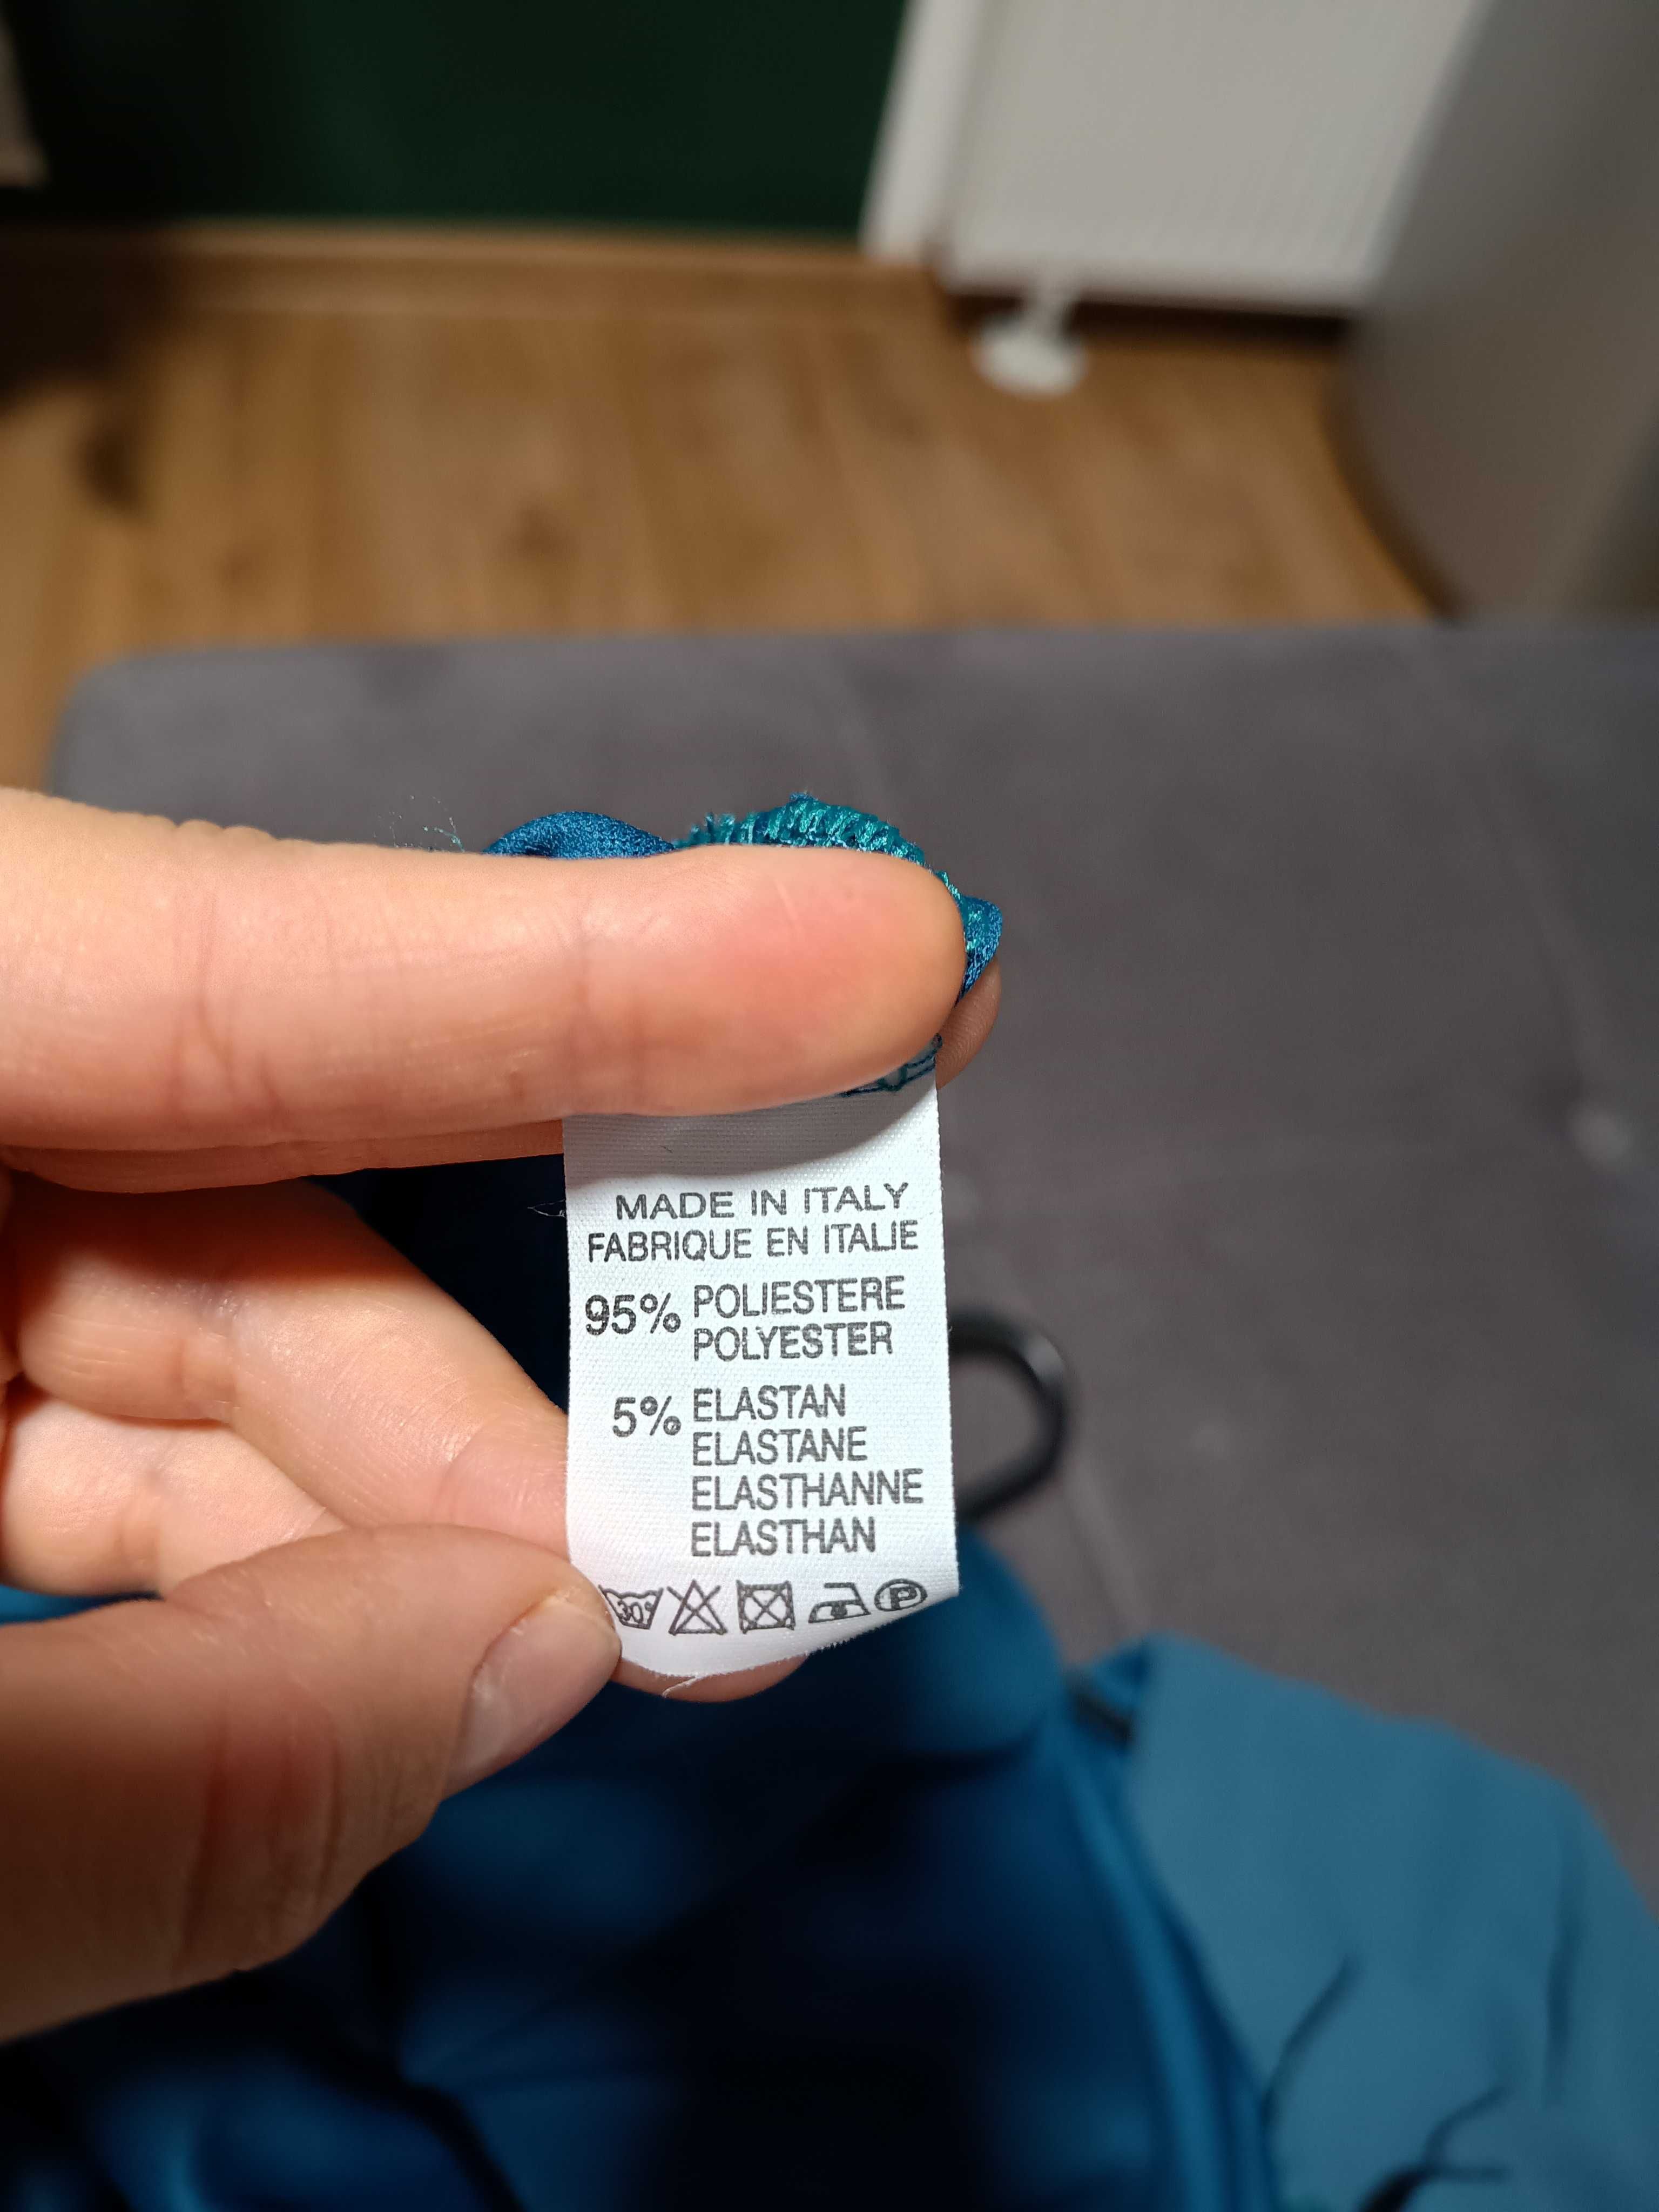 MADE IN ITALY
FABRIQUE EN ITALIE
95% POLIESTERE
POLYESTER
5% ELASTAN
ELASTANE
ELASTHANNE
ELASTHAN
30° P